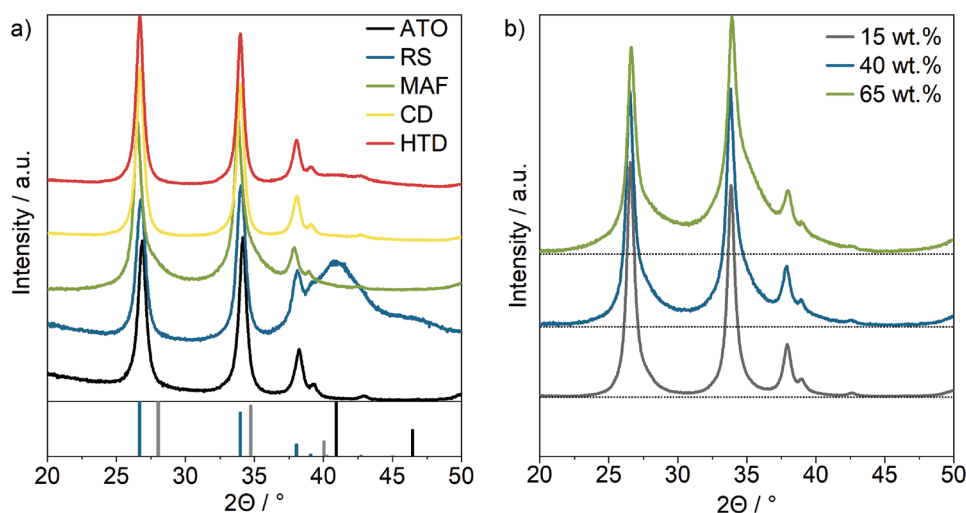 a)
ATO
RS
MAF
CD
HTD
Intensity / a.u.
20 25 30 35 40 45 50
2Θ / °
b)
15 wt.%
40 wt.%
65 wt.%
Intensity / a.u.
20 25 30 35 40 45 50
2Θ / °